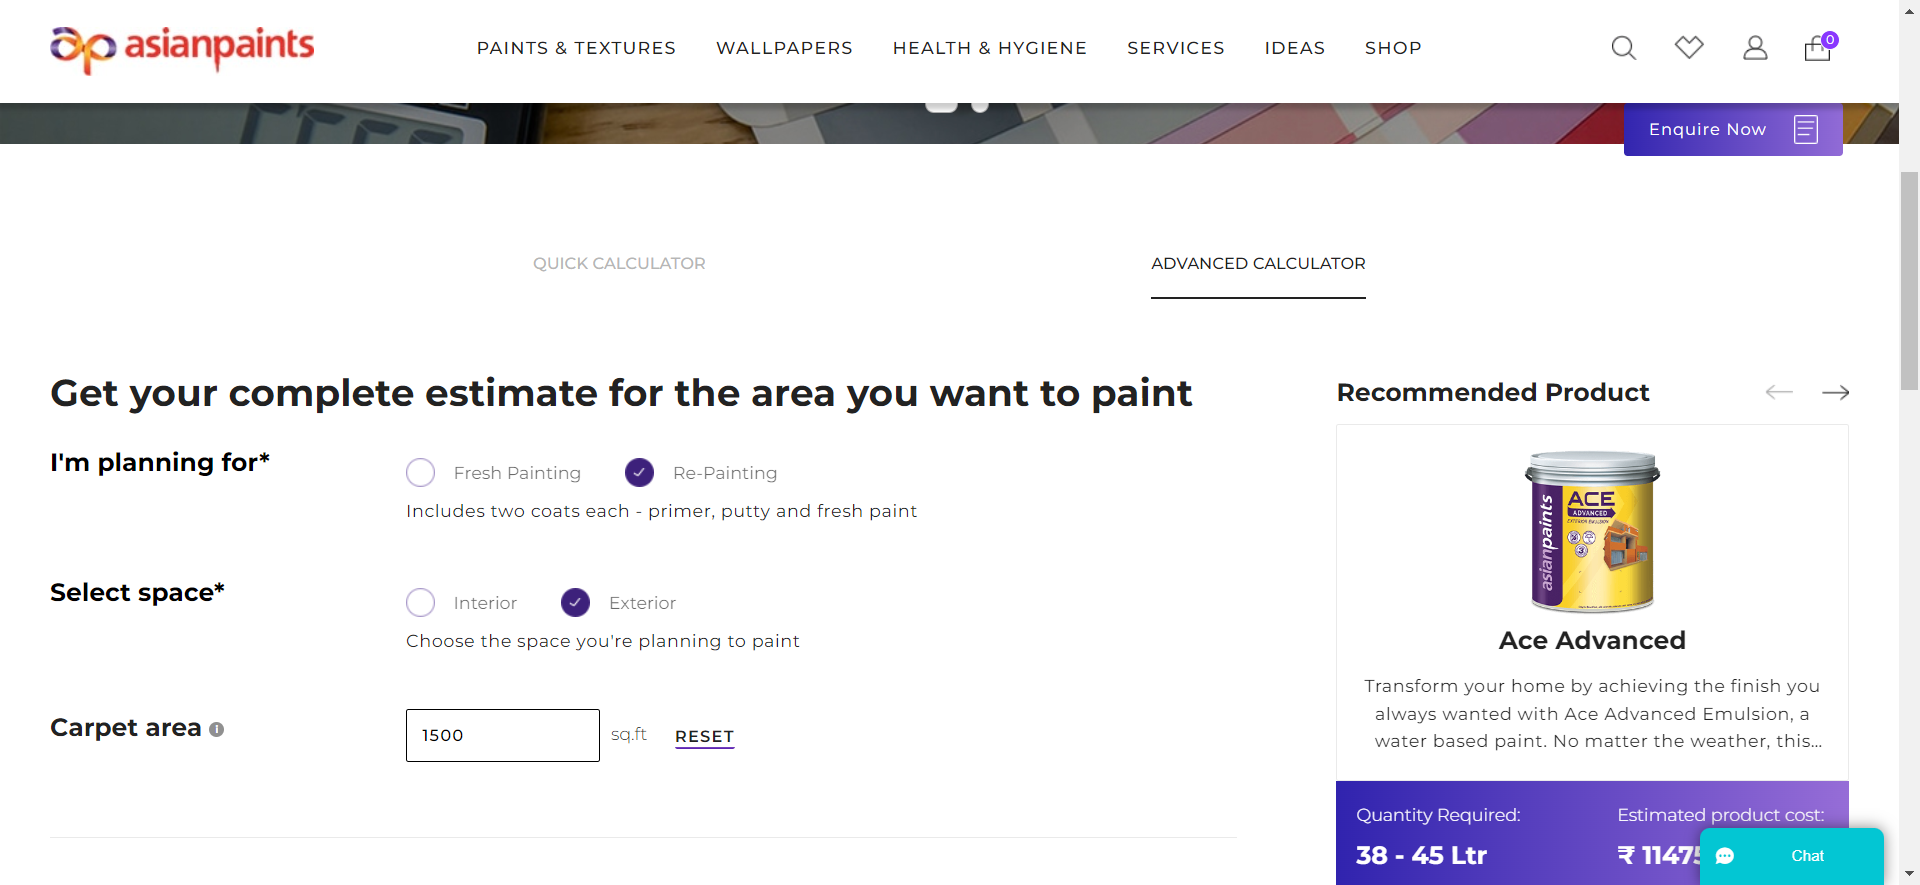 asianpaints
PAINTS & TEXTURES
WALLPAPERS
HEALTH & HYGIENE
SERVICES
IDEAS
SHOP
0
Enquire Now
QUICK CALCULATOR
ADVANCED CALCULATOR
Get your complete estimate for the area you want to paint
I'm planning for*
Fresh Painting
Re-Painting
Includes two coats each - primer, putty and fresh paint
Select space*
Interior
Exterior
Choose the space you're planning to paint
Carpet area
1500
sq.ft
RESET
Recommended Product
asianpaints
ACE
ADVANCED
EXTERIOR EMULSION
Ace Advanced
Transform your home by achieving the finish you
always wanted with Ace Advanced Emulsion, a
water based paint. No matter the weather, this...
Quantity Required:
38 - 45 Ltr
Estimated product cost:
₹ 11475
Chat